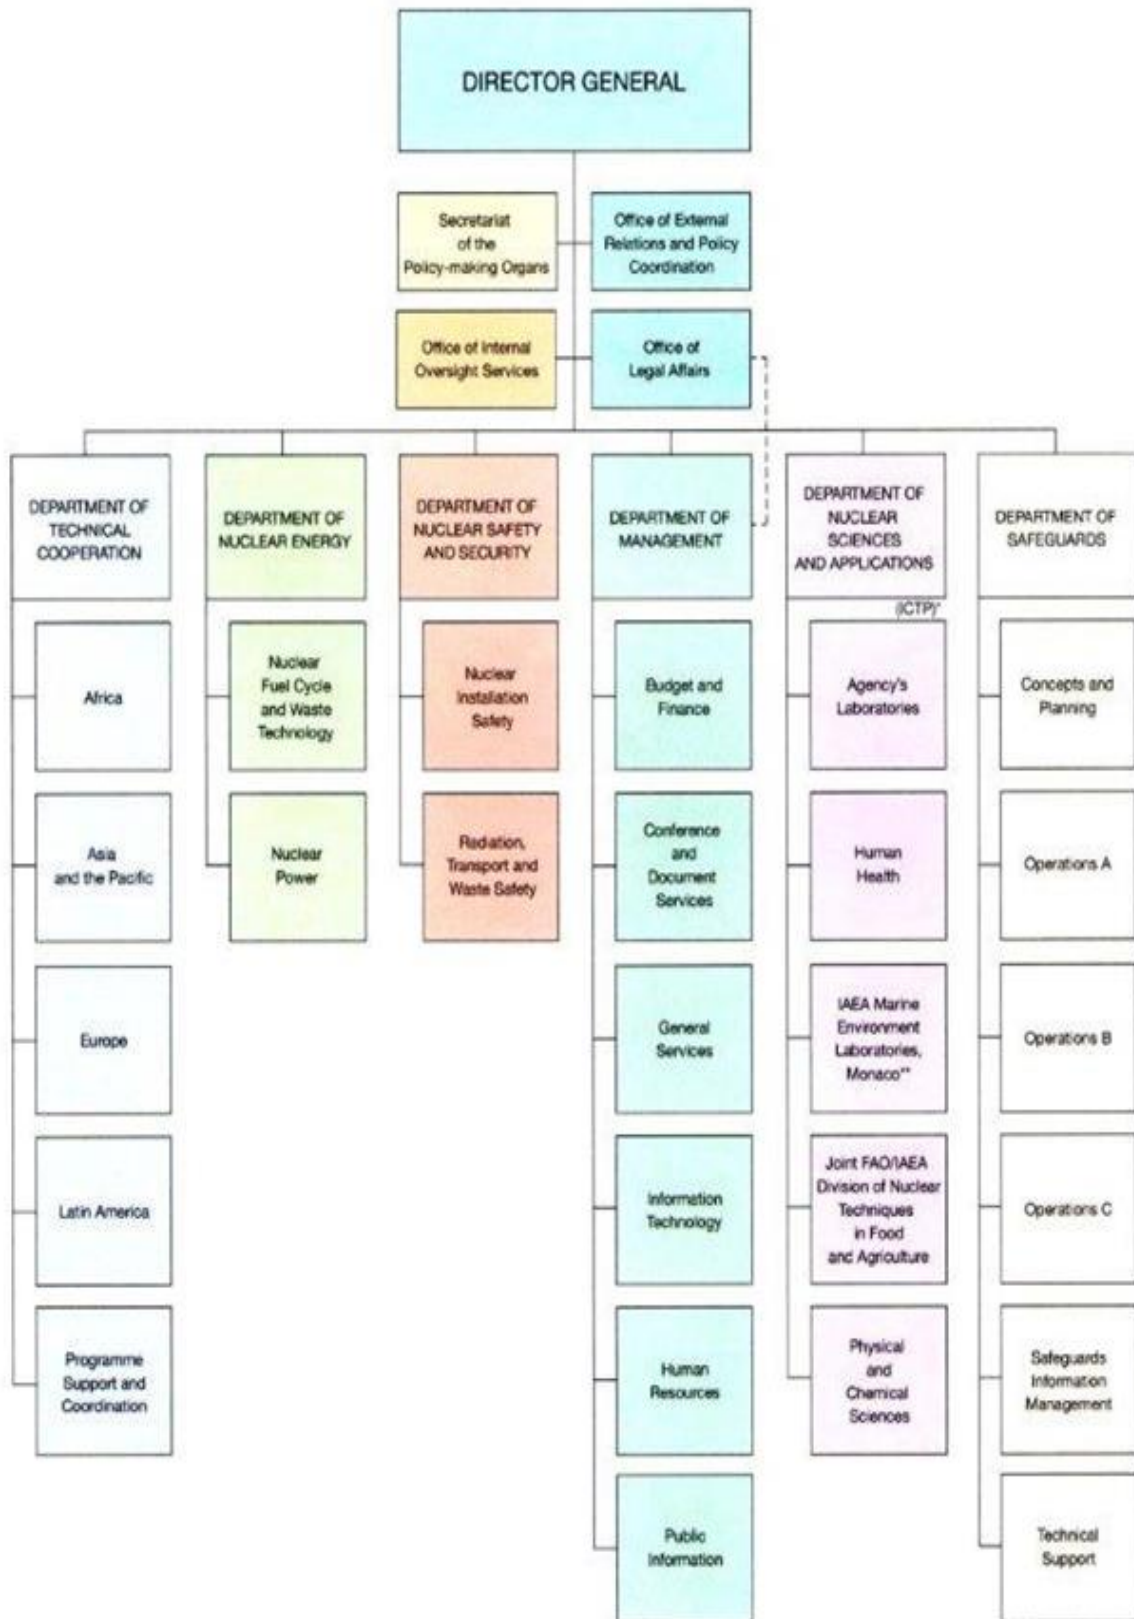 DIRECTOR GENERAL
Secretariat
of the
Policy-making Organs
Office of External
Relations and Policy
Coordination
Office of Internal
Oversight Services
Office of
Legal Affairs
DEPARTMENT OF
TECHNICAL
COOPERATION
DEPARTMENT OF
NUCLEAR ENERGY
DEPARTMENT OF
NUCLEAR SAFETY
AND SECURITY
DEPARTMENT OF
MANAGEMENT
DEPARTMENT OF
NUCLEAR
SCIENCES
AND APPLICATIONS
(ICTP)*
DEPARTMENT OF
SAFEGUARDS
Africa
Asia
and the Pacific
Europe
Latin America
Programme
Support and
Coordination
Nuclear
Fuel Cycle
and Waste
Technology
Nuclear
Power
Nuclear
Installation
Safety
Radiation,
Transport and
Waste Safety
Budget and
Finance
Conference
and
Document
Services
General
Services
Information
Technology
Human
Resources
Public
Information
Agency's
Laboratories
Human
Health
IAEA Marine
Environment
Laboratories,
Monaco**
Joint FAO/IAEA
Division of Nuclear
Techniques
in Food
and Agriculture
Physical
and
Chemical
Sciences
Concepts and
Planning
Operations A
Operations B
Operations C
Safeguards
Information
Management
Technical
Support